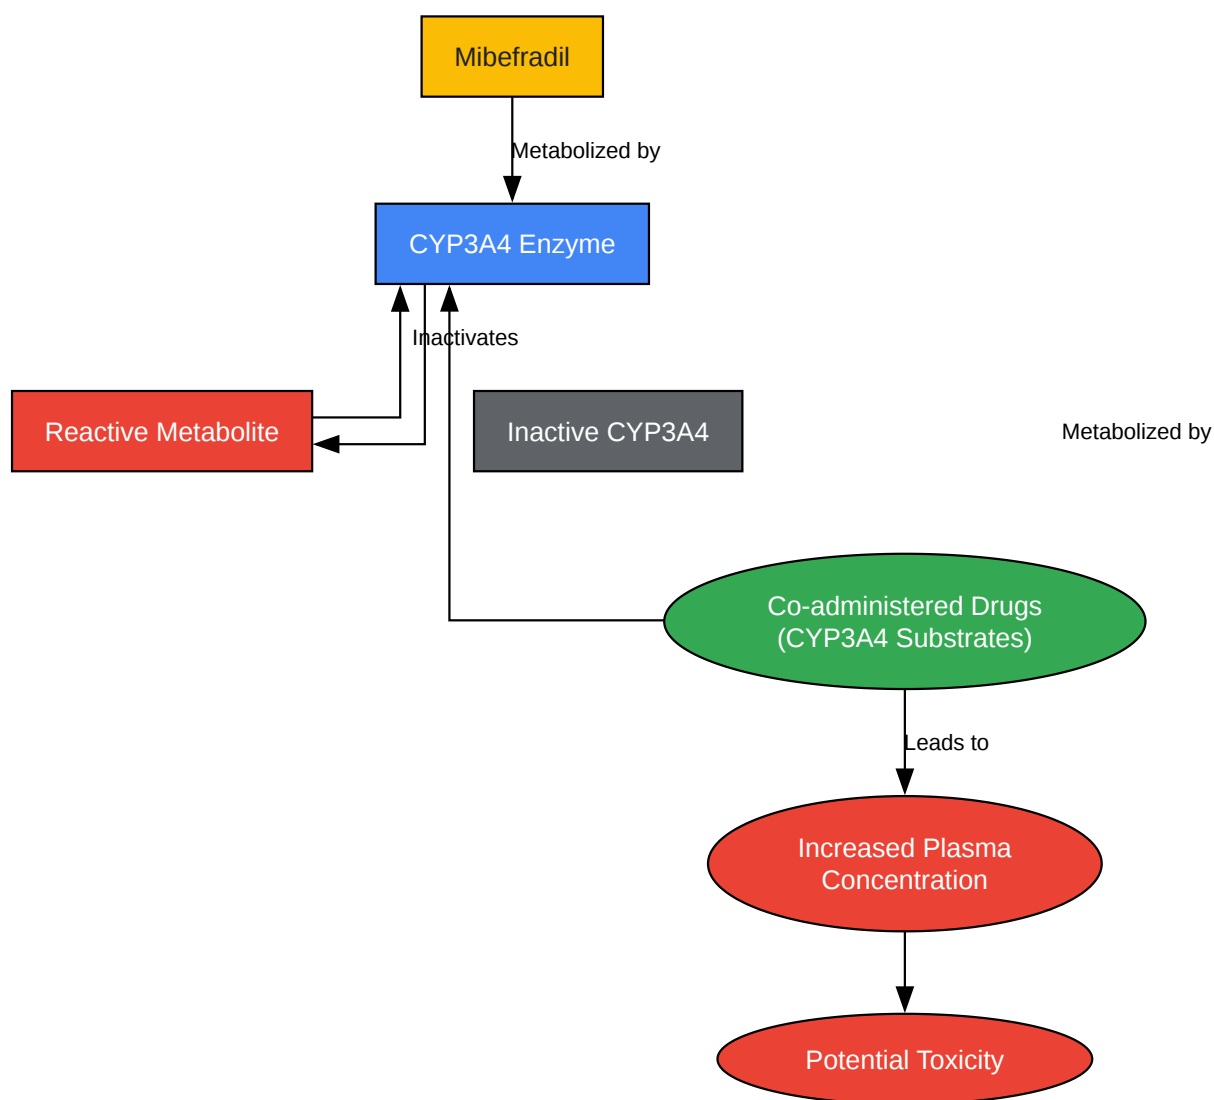 Mibefradil
Metabolized by
CYP3A4 Enzyme
Inactivates
Reactive Metabolite
Inactive CYP3A4
Metabolized by
Co-administered Drugs
(CYP3A4 Substrates)
Leads to
Increased Plasma
Concentration
Potential Toxicity